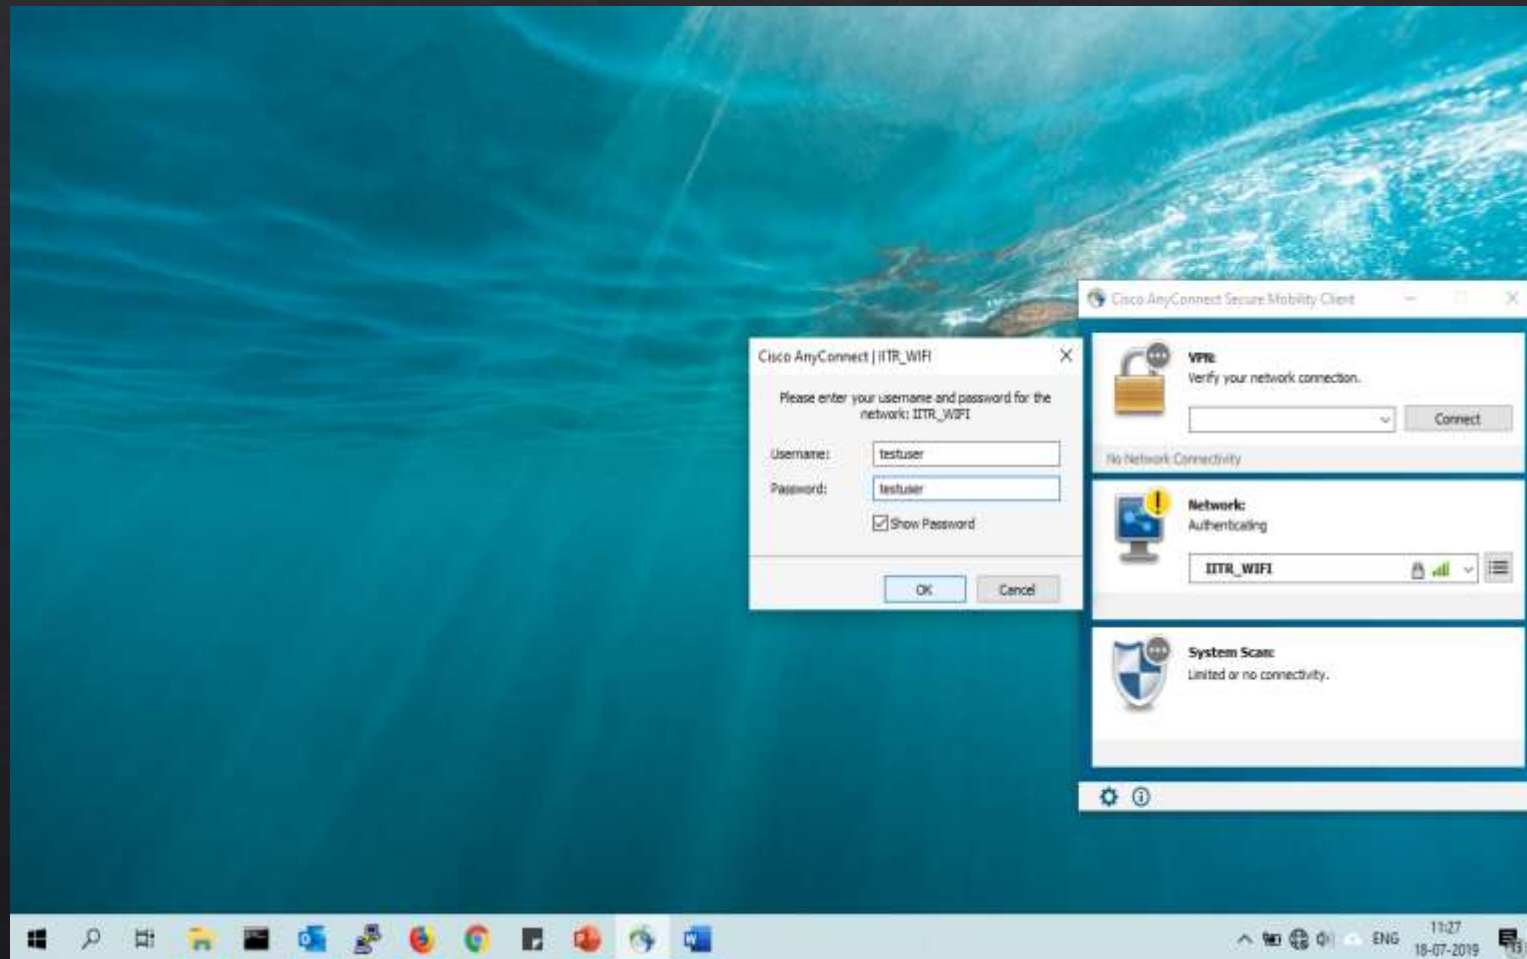 Cisco AnyConnect Secure Mobility Client
Cisco AnyConnect | IITR_WIFI
Please enter your username and password for the
network: IITR_WIFI
Username:
testuser
Password:
testuser
Show Password
OK
Cancel
VPN:
Verify your network connection.
Connect
No Network Connectivity
Network:
Authenticating
IITR_WIFI
System Scan:
Limited or no connectivity.
ENG
11:27
18-07-2019
13